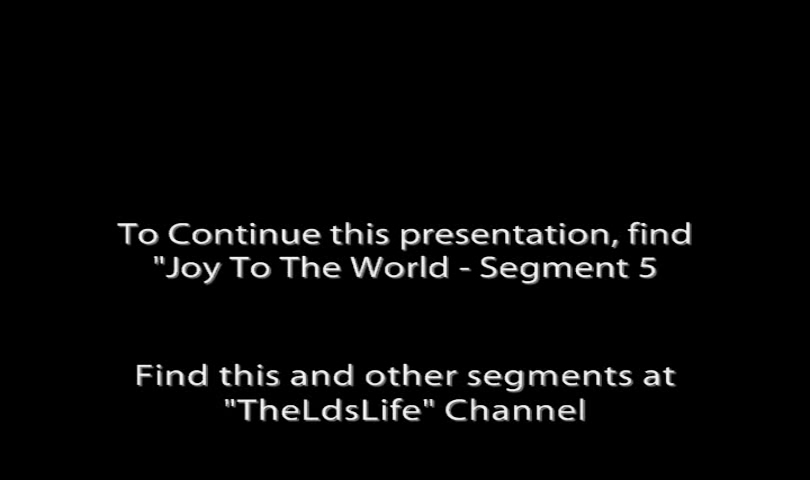 To Continue this presentation, find
"Joy To The World - Segment 5
Find this and other segments at
"TheLdsLife" Channel